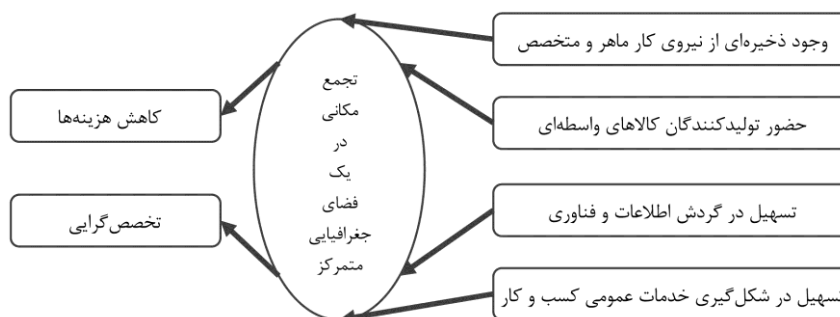 وجود ذخیره‌ای از نیروی کار ماهر و متخصص
حضور تولیدکنندگان کالاهای واسطه‌ای
تسهیل در گردش اطلاعات و فناوری
تسهیل در شکل‌گیری خدمات عمومی کسب و کار
تجمع
مکانی
در
یک
فضای
جغرافیایی
متمرکز
کاهش هزینه‌ها
تخصص‌گرایی